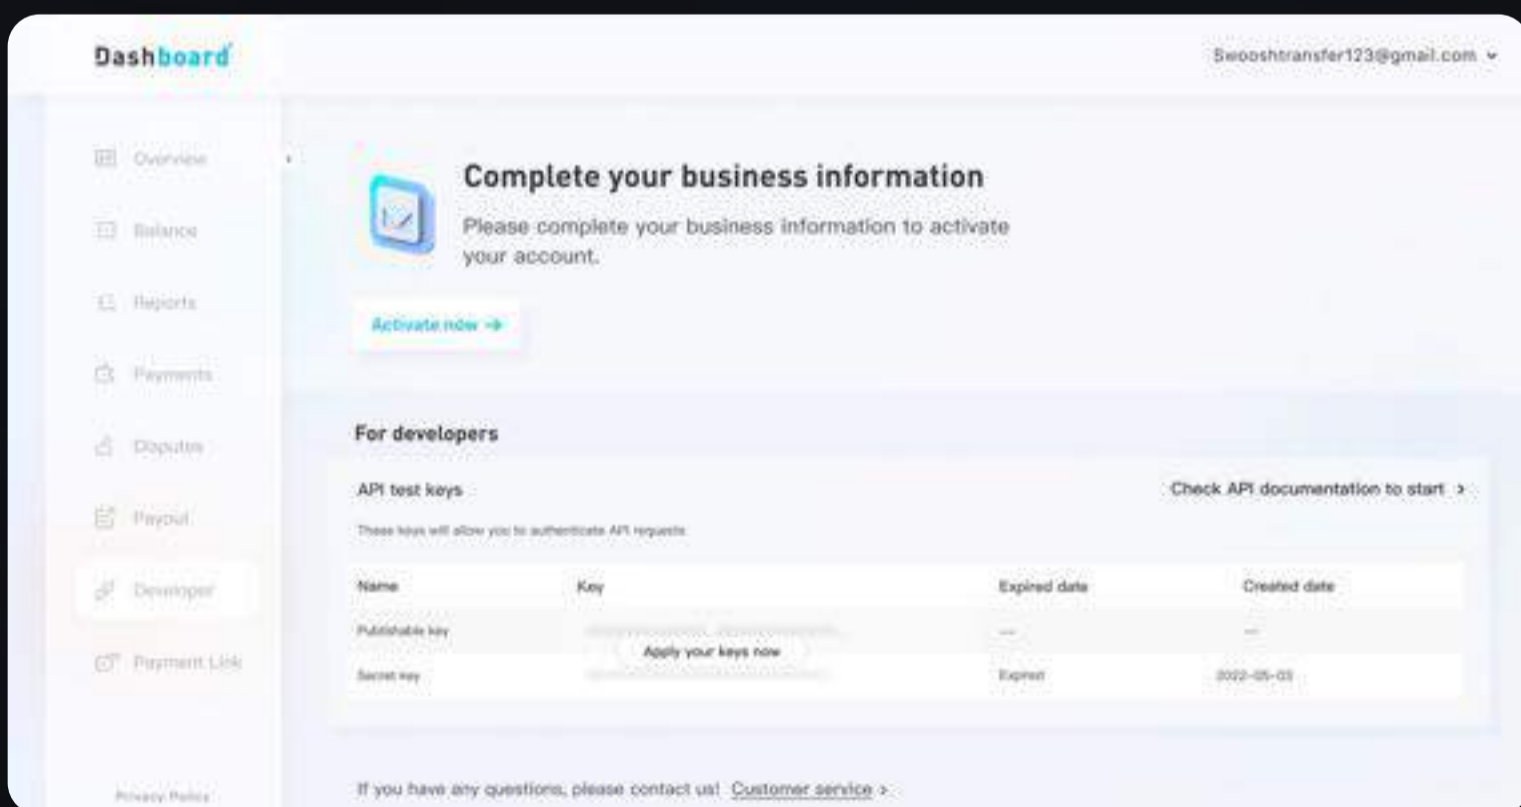 Dashboard
Swooshtransfer123@gmail.com
Overview
Balance
Reports
Payments
Disputes
Payout
Developer
Payment Link
Privacy Policy
Complete your business information
Please complete your business information to activate
your account.
Activate now →
For developers
API test keys
Check API documentation to start >
These keys will allow you to authenticate API requests
Name Key Expired date Created date
Publishable key --- ---
Apply your keys now
Secret key Expired 2022-05-03
If you have any questions, please contact us! Customer service >